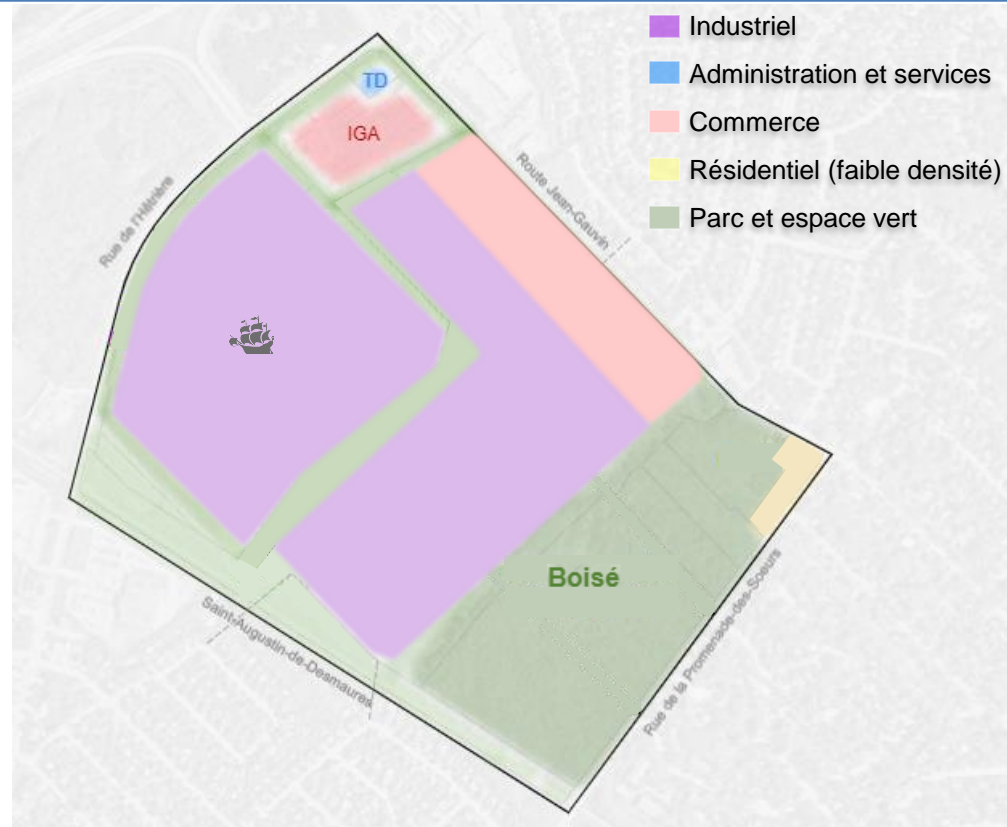 Industriel
Administration et services
Commerce
Résidentiel (faible densité)
Parc et espace vert
TD
IGA
Route Jean-Gauvin
Rue de l'Hêtrière
Boisé
Saint-Augustin-de-Desmaures
Rue de la Promenade-des-Soeurs